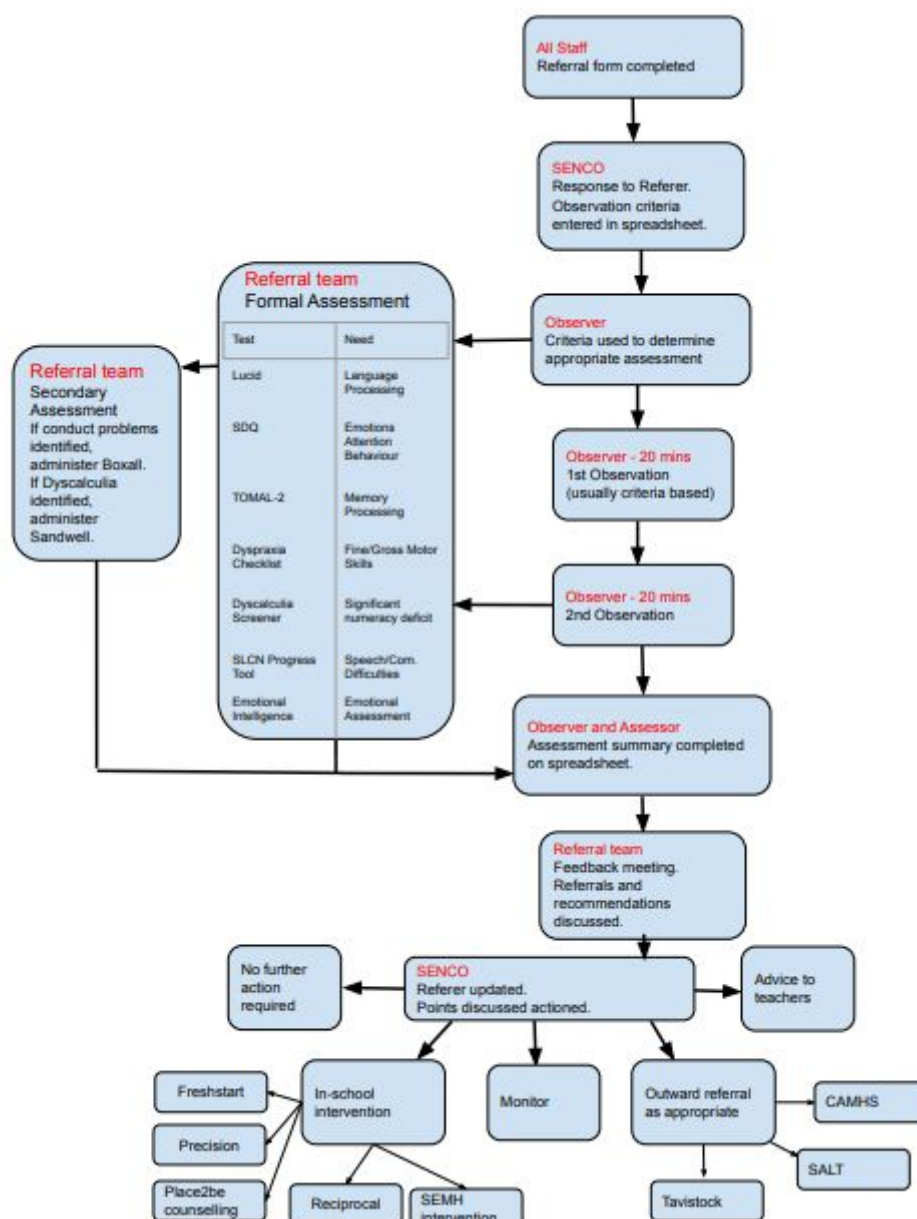 All Staff
Referral form completed
SENCO
Response to Referer.
Observation criteria
entered in spreadsheet.
Referral team
Formal Assessment
Test Need
Lucid Language
Processing
SDQ Emotions
Attention
Behaviour
TOMAL-2 Memory
Processing
Dyspraxia Fine/Gross Motor
Checklist Skills
Dyscalculia Significant
Screener numeracy deficit
SLCN Progress Speech/Com.
Tool Difficulties
Emotional Emotional
Intelligence Assessment
Observer
Criteria used to determine
appropriate assessment
Referral team
Secondary
Assessment
If conduct problems
identified,
administer Boxall.
If Dyscalculia
identified,
administer
Sandwell.
Observer - 20 mins
1st Observation
(usually criteria based)
Observer - 20 mins
2nd Observation
Observer and Assessor
Assessment summary completed
on spreadsheet.
Referral team
Feedback meeting.
Referrals and
recommendations
discussed.
No further
action
required
SENCO
Referer updated.
Points discussed actioned.
Advice to
teachers
In-school
intervention
Monitor
Outward referral
as appropriate
Freshstart
Precision
Place2be
counselling
Reciprocal
SEMH
intervention
CAMHS
SALT
Tavistock